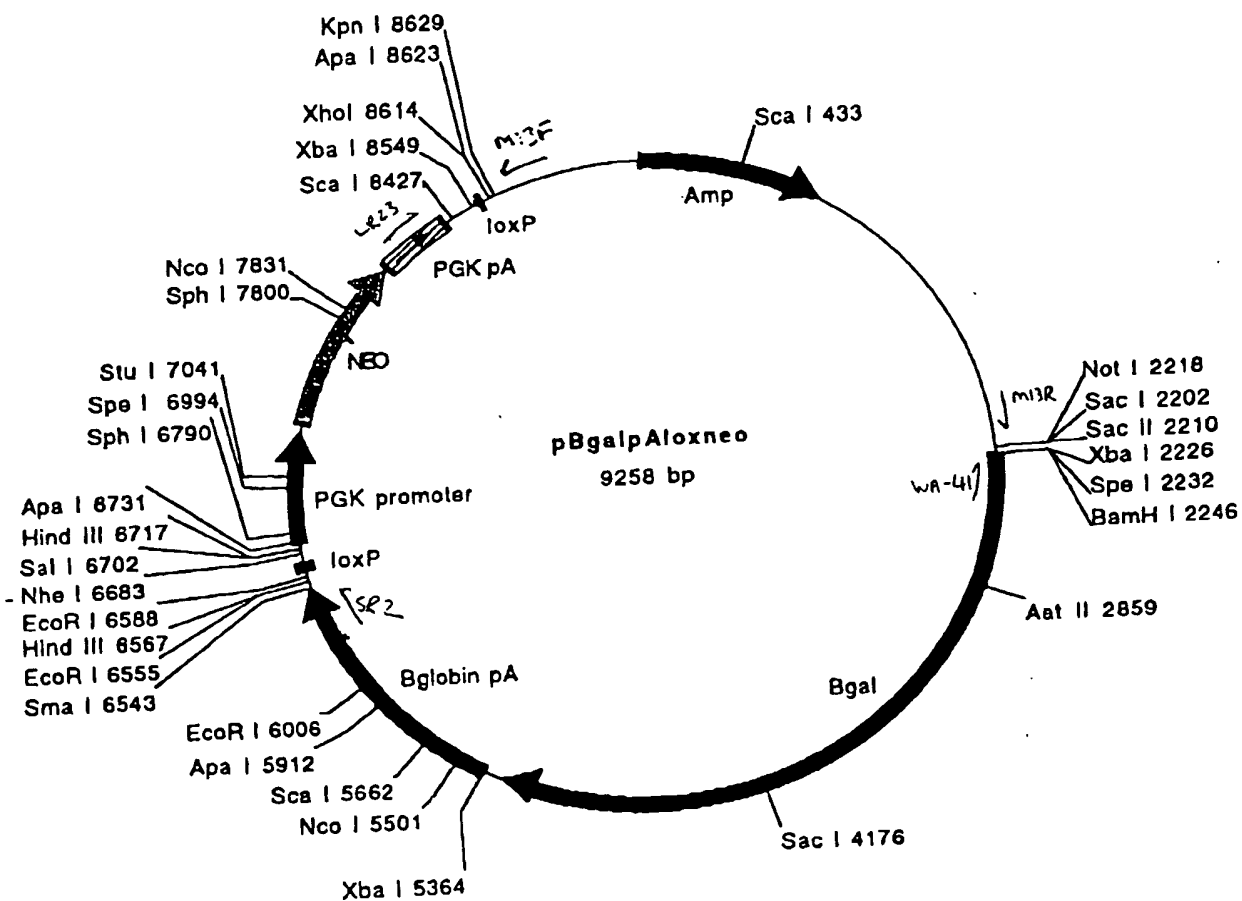 Kpn I 8629
Apa I 8623
Xhol 8614
Xba I 8549
Sca I 8427
M13F
Sca I 433
Amp
loxP
LR23
PGK pA
Nco I 7831
Sph I 7800
NEO
Stu I 7041
Spe I 6994
Sph I 6790
PGK promoter
Apa I 6731
Hind III 6717
Sal I 6702
Nhe I 6683
EcoR I 6588
Hind III 6567
EcoR I 6555
Sma I 6543
loxP
SR2
pBgalpAloxneo
9258 bp
M13R
WA-41
Not I 2218
Sac I 2202
Sac II 2210
Xba I 2226
Spe I 2232
BamH I 2246
Aat II 2859
Bgal
Bglobin pA
EcoR I 6006
Apa I 5912
Sca I 5662
Nco I 5501
Xba I 5364
Sac I 4176